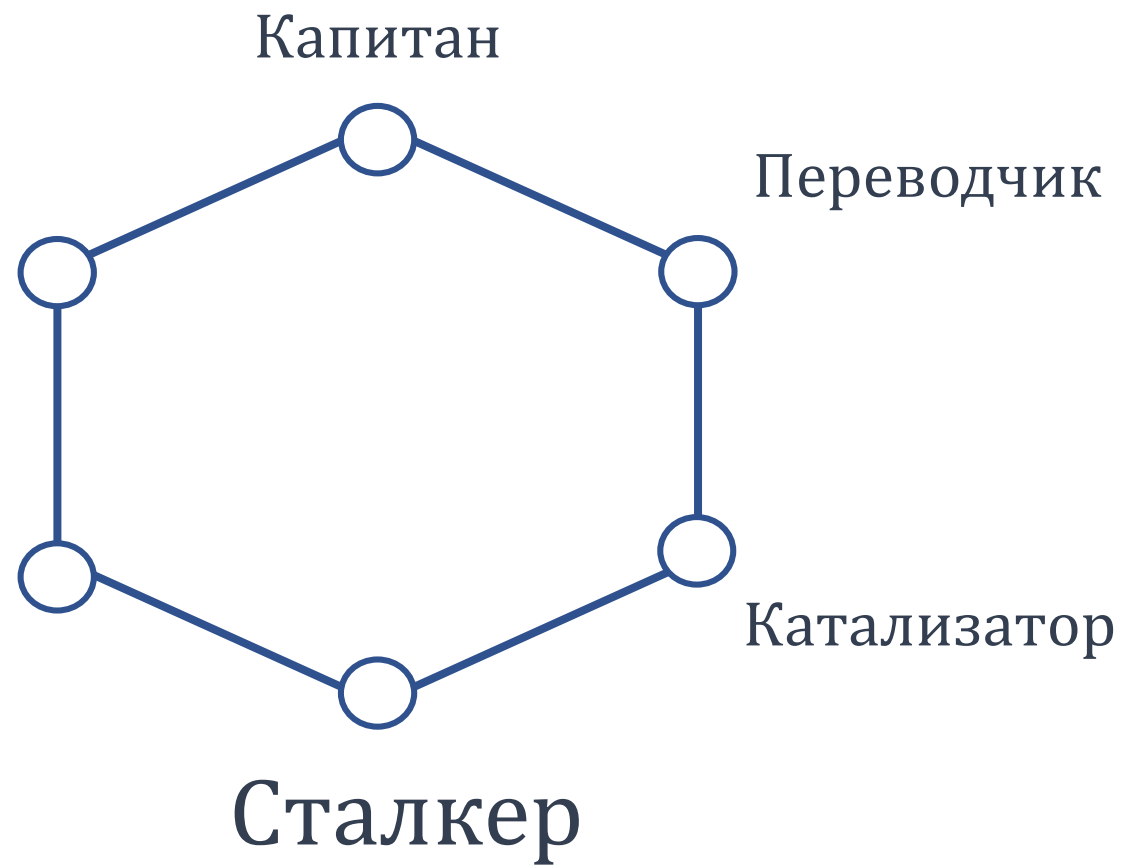 Капитан
Переводчик
Катализатор
Сталкер